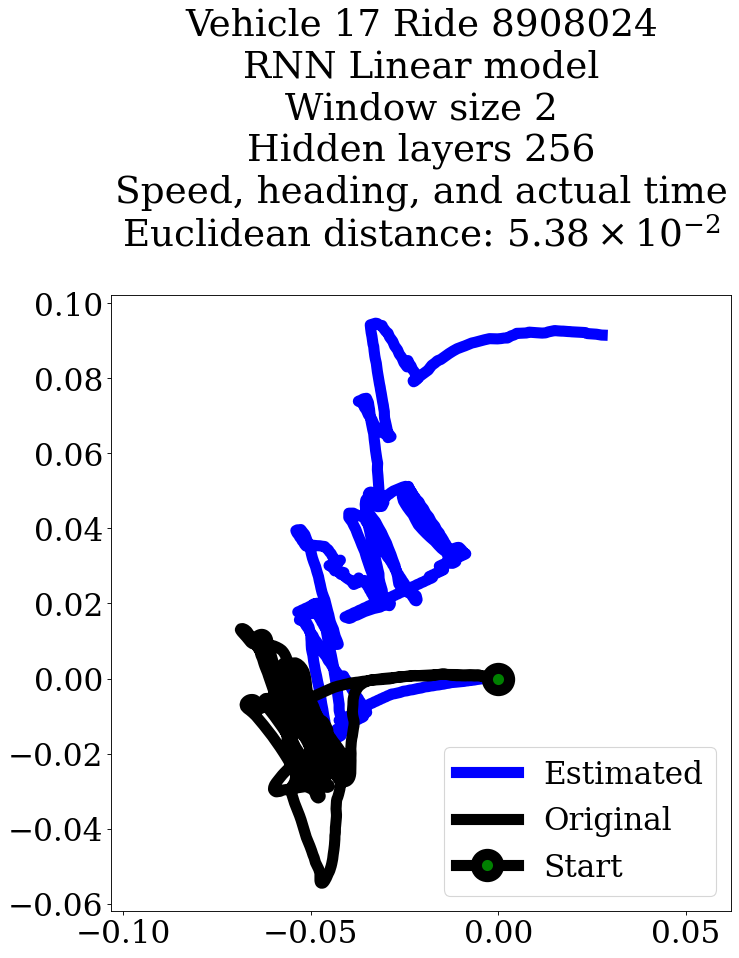 Vehicle 17 Ride 8908024
RNN Linear model
Window size 2
Hidden layers 256
Speed, heading, and actual time
Euclidean distance: 5.38 × 10⁻²
0.10
0.08
0.06
0.04
0.02
0.00
−0.02
−0.04
−0.06
Estimated
Original
Start
−0.10
−0.05
0.00
0.05